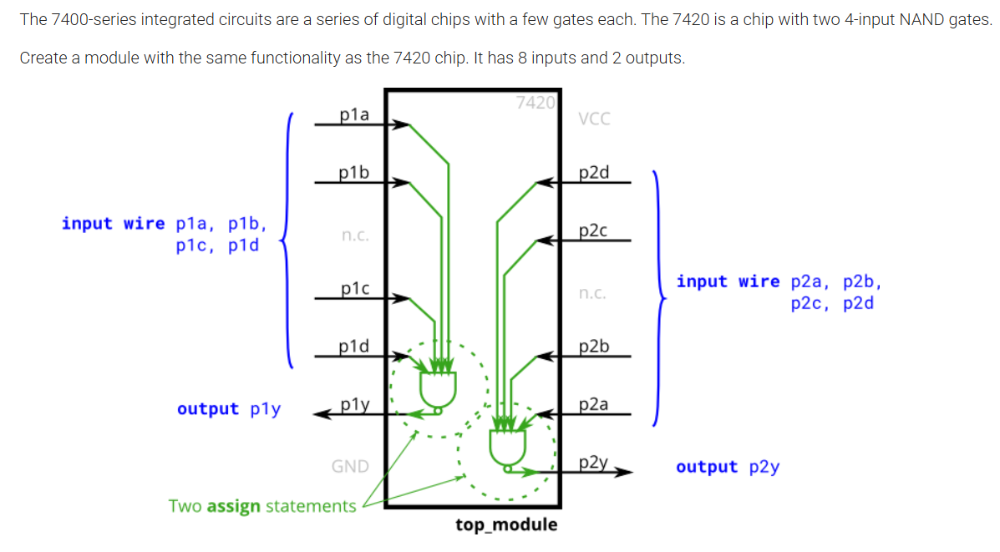 The 7400-series integrated circuits are a series of digital chips with a few gates each. The 7420 is a chip with two 4-input NAND gates.
Create a module with the same functionality as the 7420 chip. It has 8 inputs and 2 outputs.
7420
p1a
VCC
p1b
p2d
input wire p1a, p1b,
p1c, p1d
n.c.
p2c
p1c
n.c.
input wire p2a, p2b,
p2c, p2d
p1d
p2b
output p1y
p1y
p2a
GND
p2y
output p2y
Two assign statements
top_module